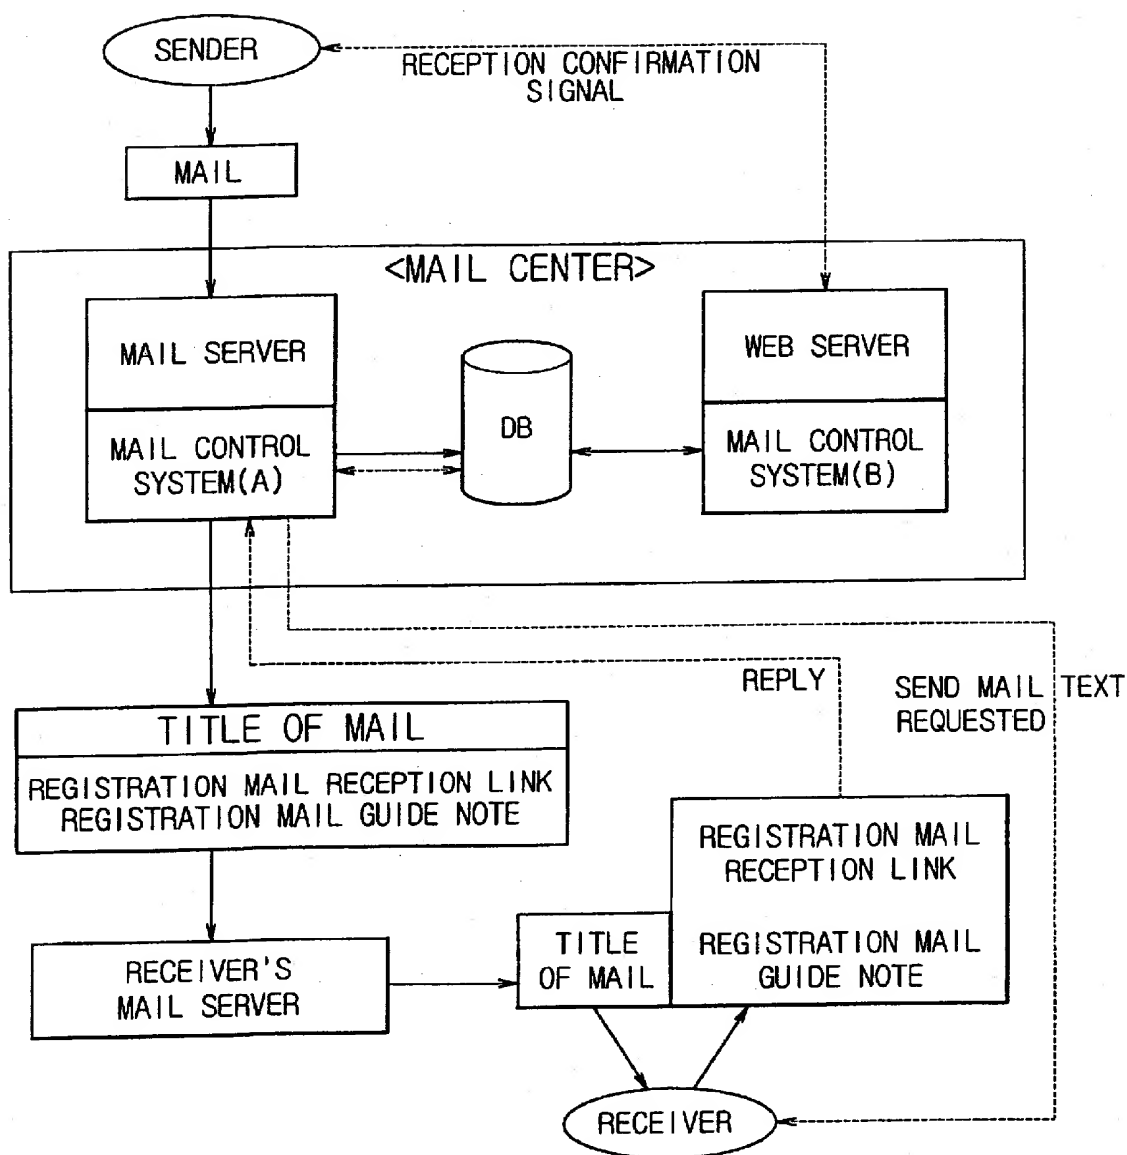 SENDER
RECEPTION CONFIRMATION
SIGNAL
MAIL
<MAIL CENTER>
MAIL SERVER
WEB SERVER
DB
MAIL CONTROL
SYSTEM(A)
MAIL CONTROL
SYSTEM(B)
REPLY
SEND MAIL TEXT
REQUESTED
TITLE OF MAIL
REGISTRATION MAIL RECEPTION LINK
REGISTRATION MAIL GUIDE NOTE
REGISTRATION MAIL
RECEPTION LINK
TITLE
OF MAIL
REGISTRATION MAIL
GUIDE NOTE
RECEIVER'S
MAIL SERVER
RECEIVER